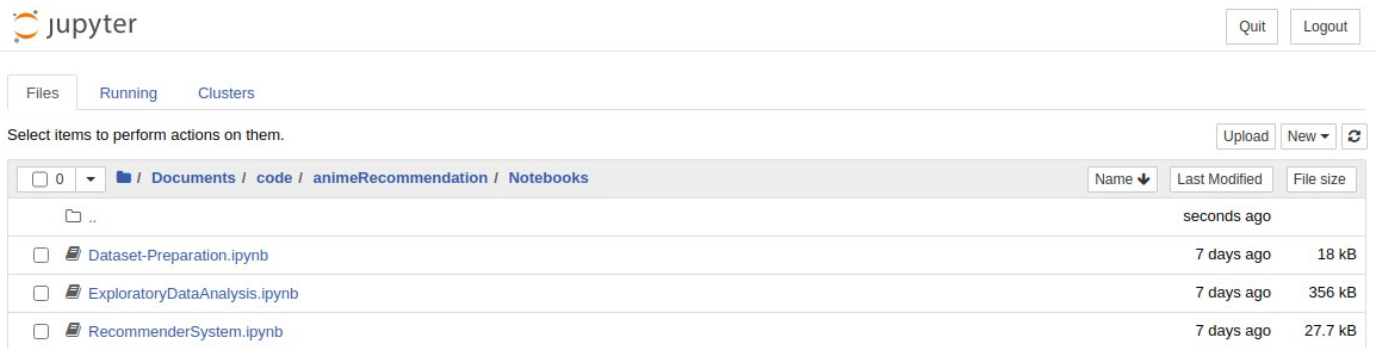 jupyter
Quit Logout
Files Running Clusters
Select items to perform actions on them.
Upload New
0 / Documents / code / animeRecommendation / Notebooks Name Last Modified File size
.. seconds ago
Dataset-Preparation.ipynb 7 days ago 18 kB
ExploratoryDataAnalysis.ipynb 7 days ago 356 kB
RecommenderSystem.ipynb 7 days ago 27.7 kB